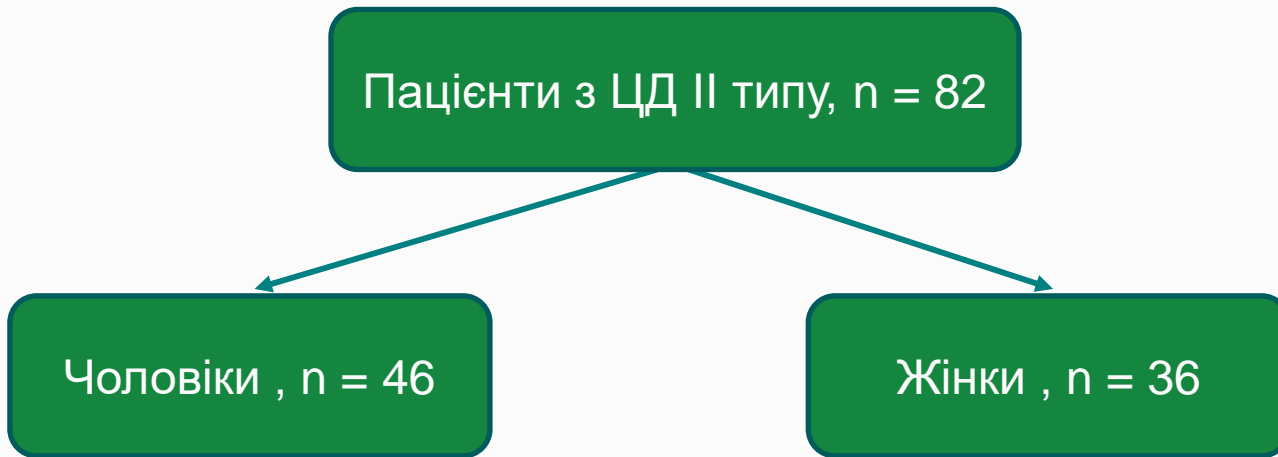 Пацієнти з ЦД II типу, n = 82
Чоловіки , n = 46
Жінки , n = 36